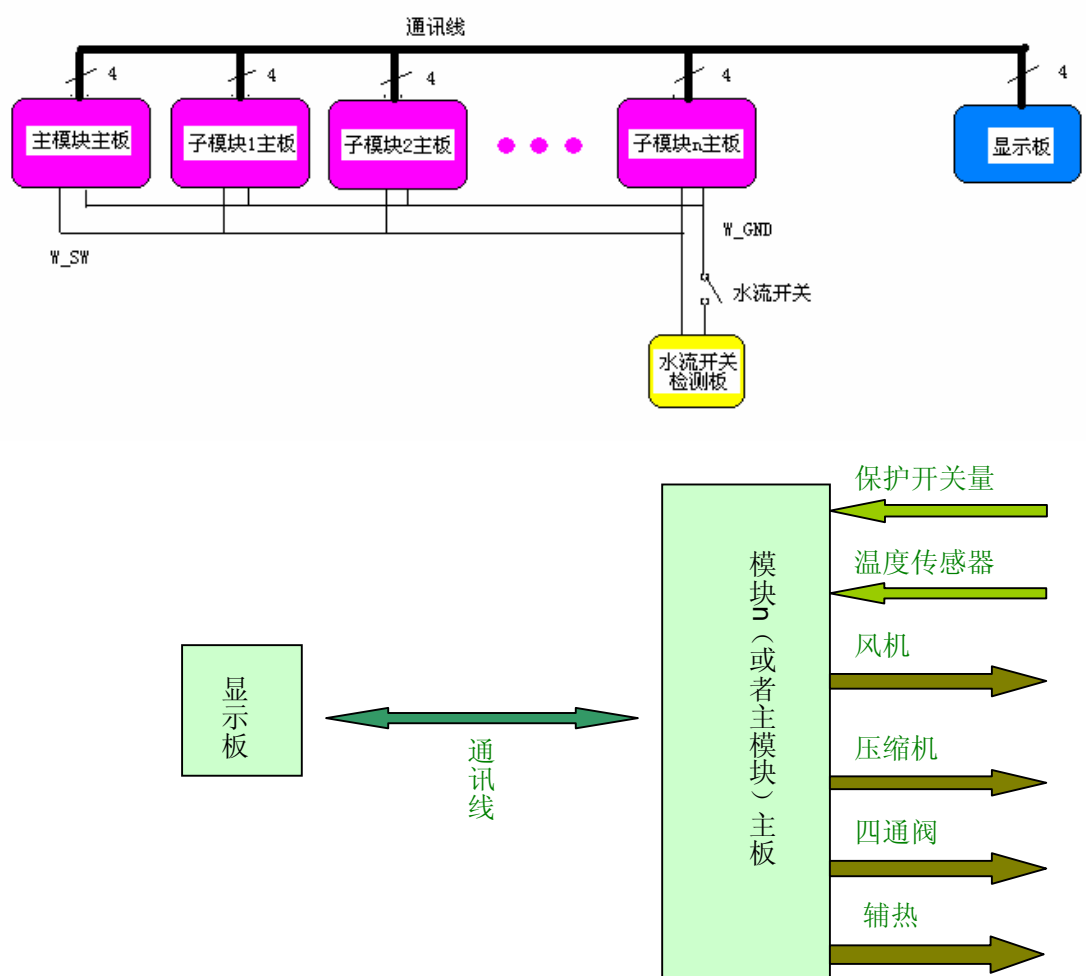 通讯线
4
4
4
4
4
主模块主板
子模块1主板
子模块2主板
子模块n主板
显示板
W_SW
W_GND
水流开关
水流开关
检测板
保护开关量
温度传感器
风机
压缩机
四通阀
辅热
显示板
通讯线
模块n（或者主模块）主板